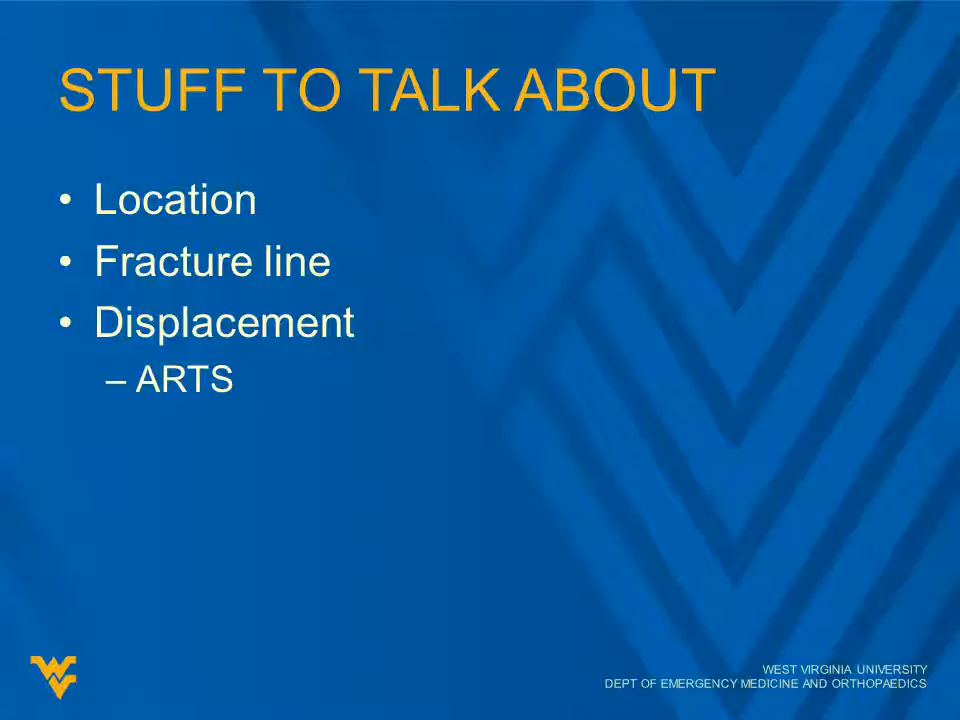 STUFF TO TALK ABOUT
• Location
• Fracture line
• Displacement
– ARTS
WEST VIRGINIA UNIVERSITY
DEPT OF EMERGENCY MEDICINE AND ORTHOPAEDICS